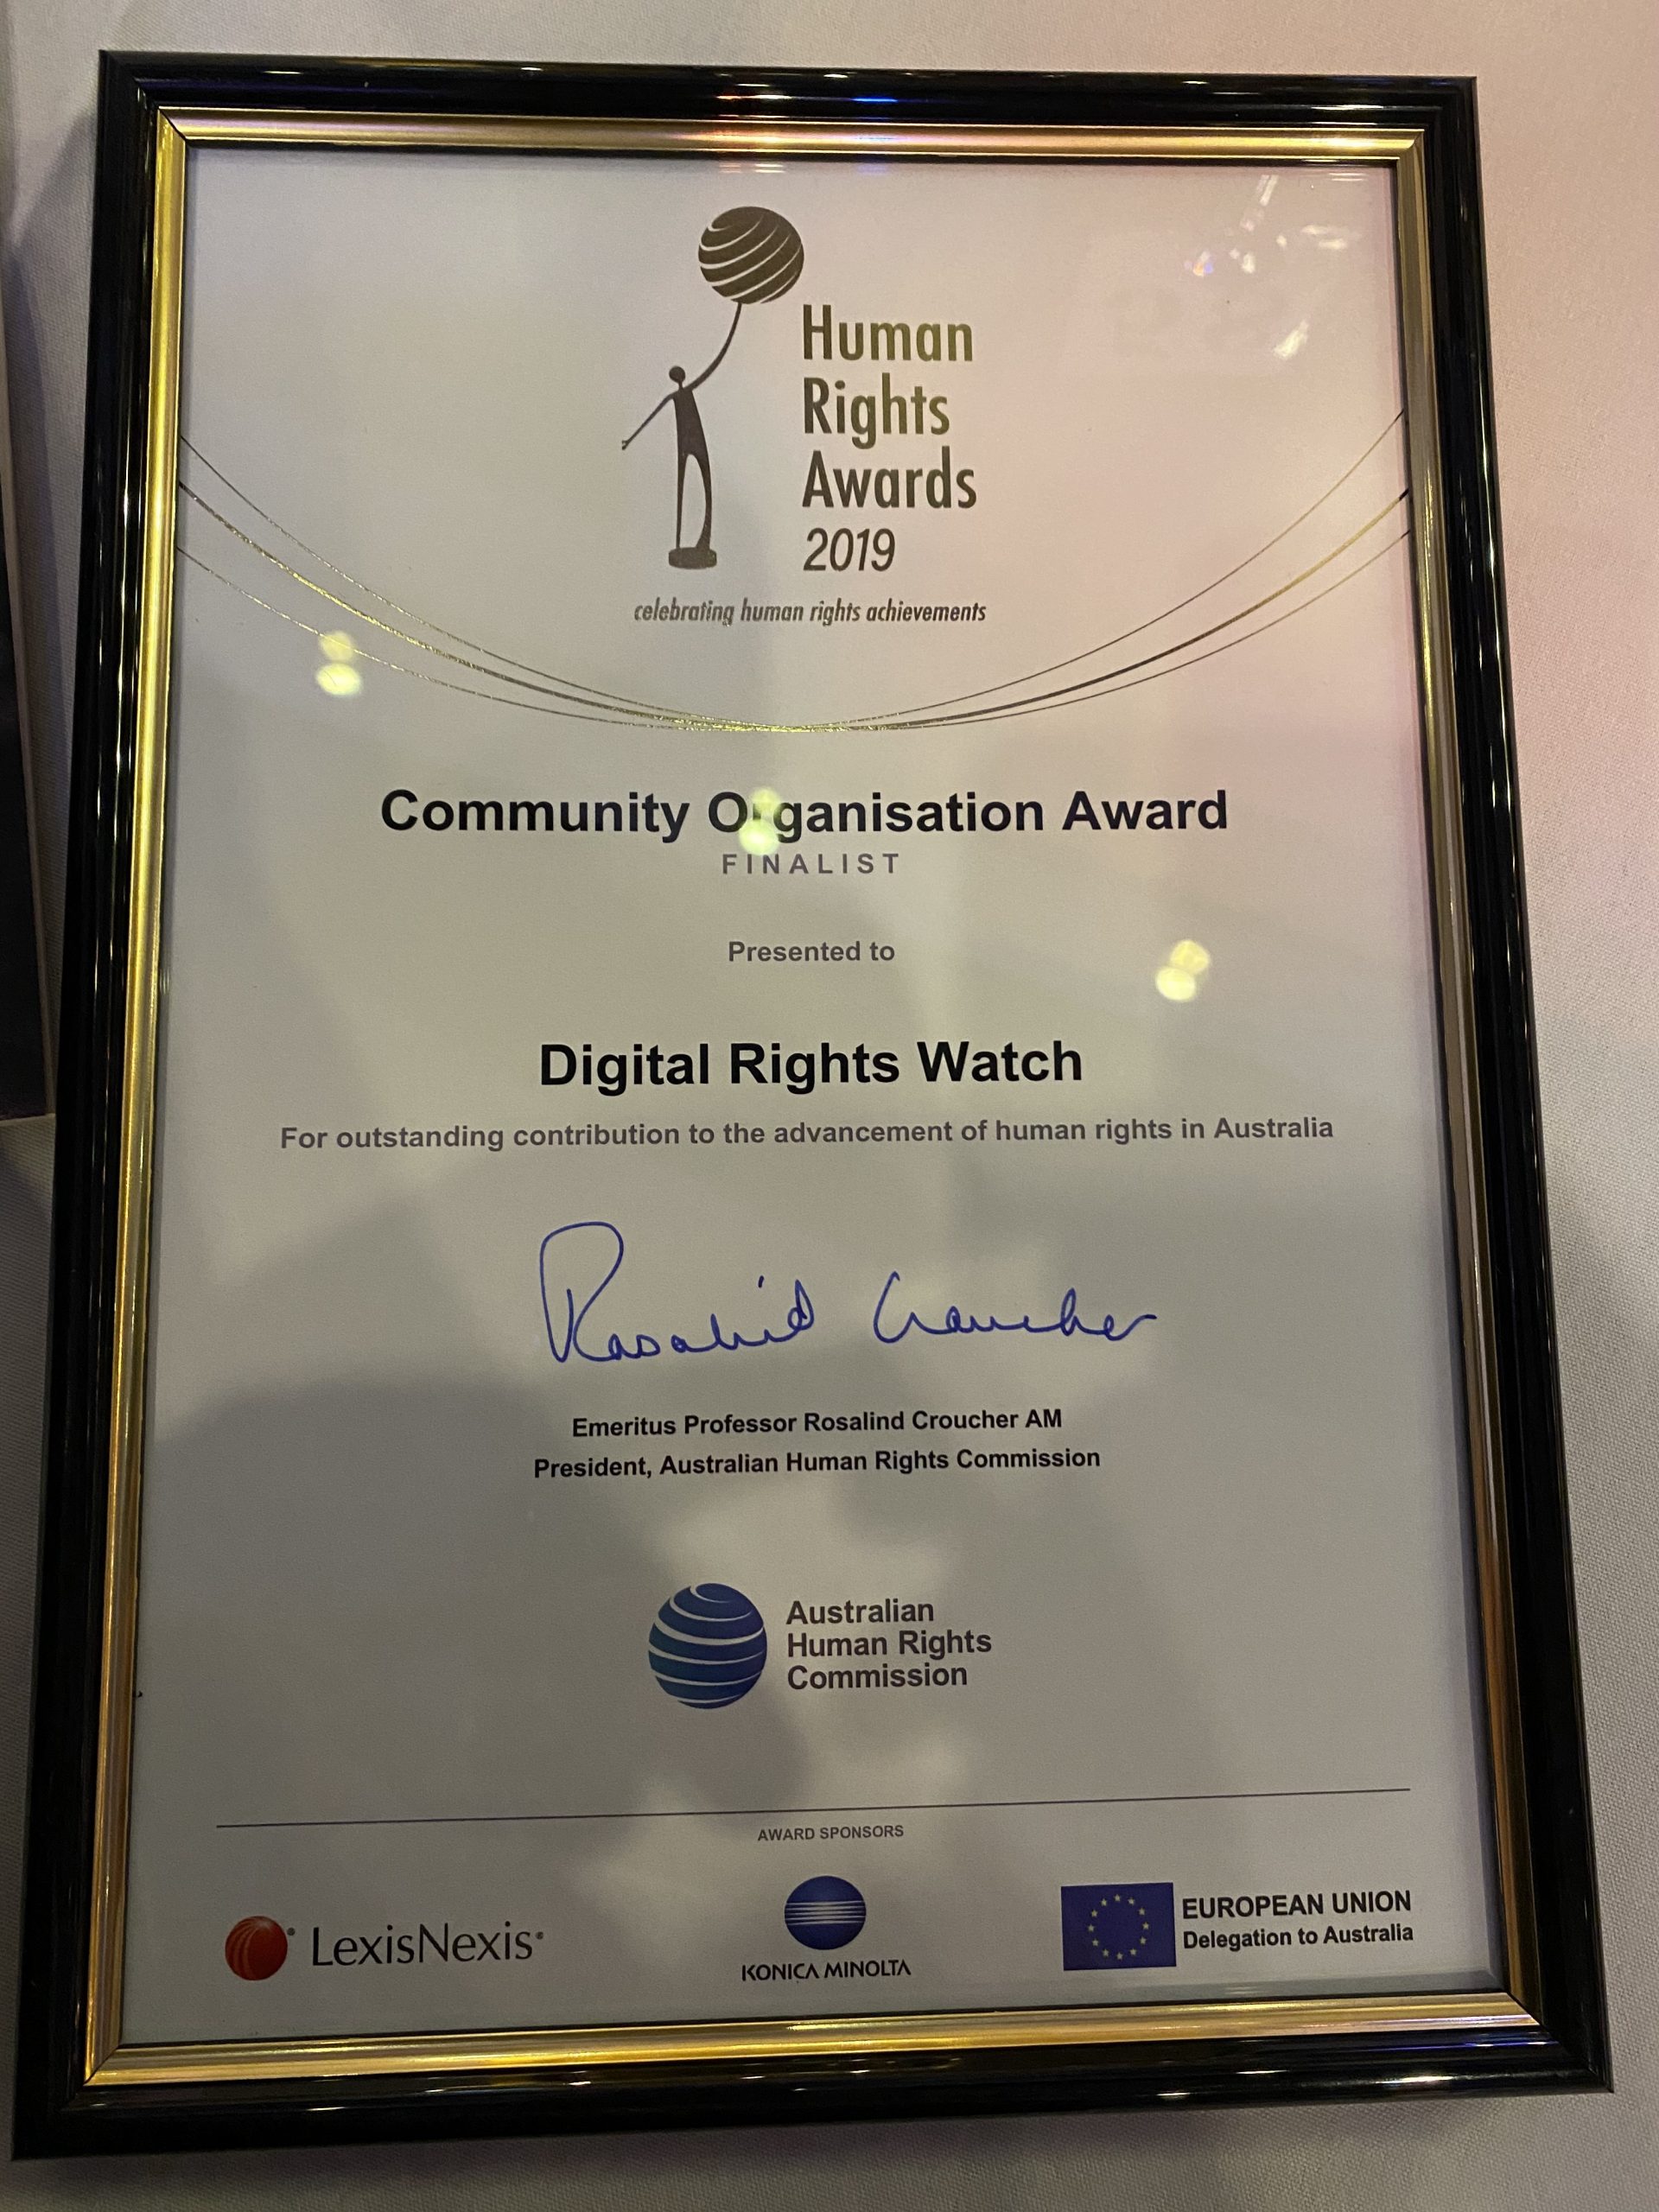 Human
Rights
Awards
2019
celebrating human rights achievements
Community Organisation Award
FINALIST
Presented to
Digital Rights Watch
For outstanding contribution to the advancement of human rights in Australia
Rosalind Croucher
Emeritus Professor Rosalind Croucher AM
President, Australian Human Rights Commission
Australian
Human Rights
Commission
AWARD SPONSORS
LexisNexis®
KONICA MINOLTA
EUROPEAN UNION
Delegation to Australia